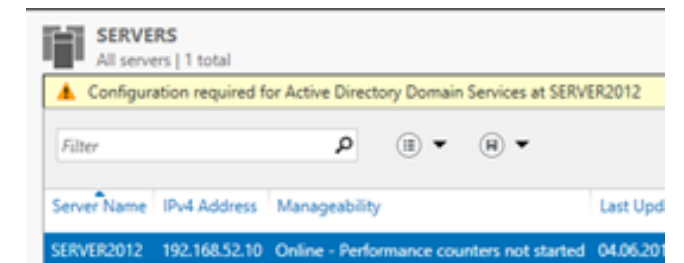 SERVERS
All servers | 1 total
Configuration required for Active Directory Domain Services at SERVER2012
Filter
Server Name IPv4 Address Manageability Last Upd
SERVER2012 192.168.52.10 Online - Performance counters not started 04.06.201